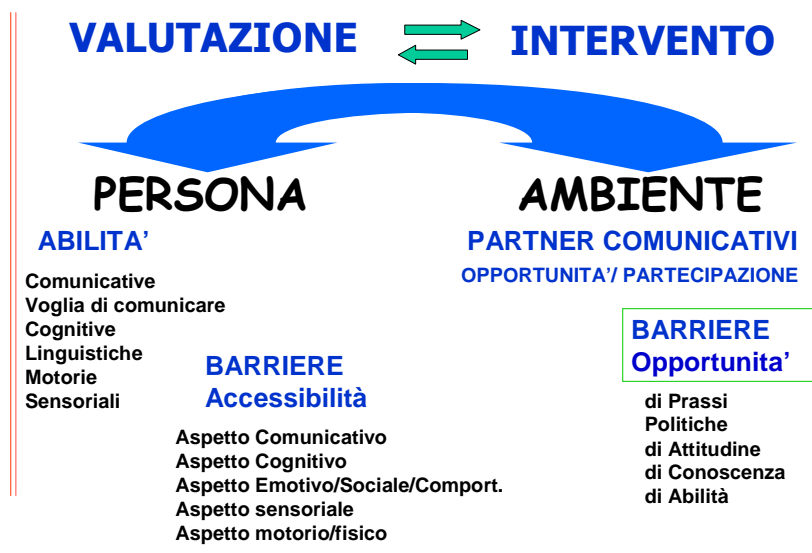 VALUTAZIONE INTERVENTO
PERSONA
AMBIENTE
ABILITA’
Comunicative
Voglia di comunicare
Cognitive
Linguistiche
Motorie
Sensoriali
BARRIERE
Accessibilità
Aspetto Comunicativo
Aspetto Cognitivo
Aspetto Emotivo/Sociale/Comport.
Aspetto sensoriale
Aspetto motorio/fisico
PARTNER COMUNICATIVI
OPPORTUNITA’/ PARTECIPAZIONE
BARRIERE
Opportunita’
di Prassi
Politiche
di Attitudine
di Conoscenza
di Abilità